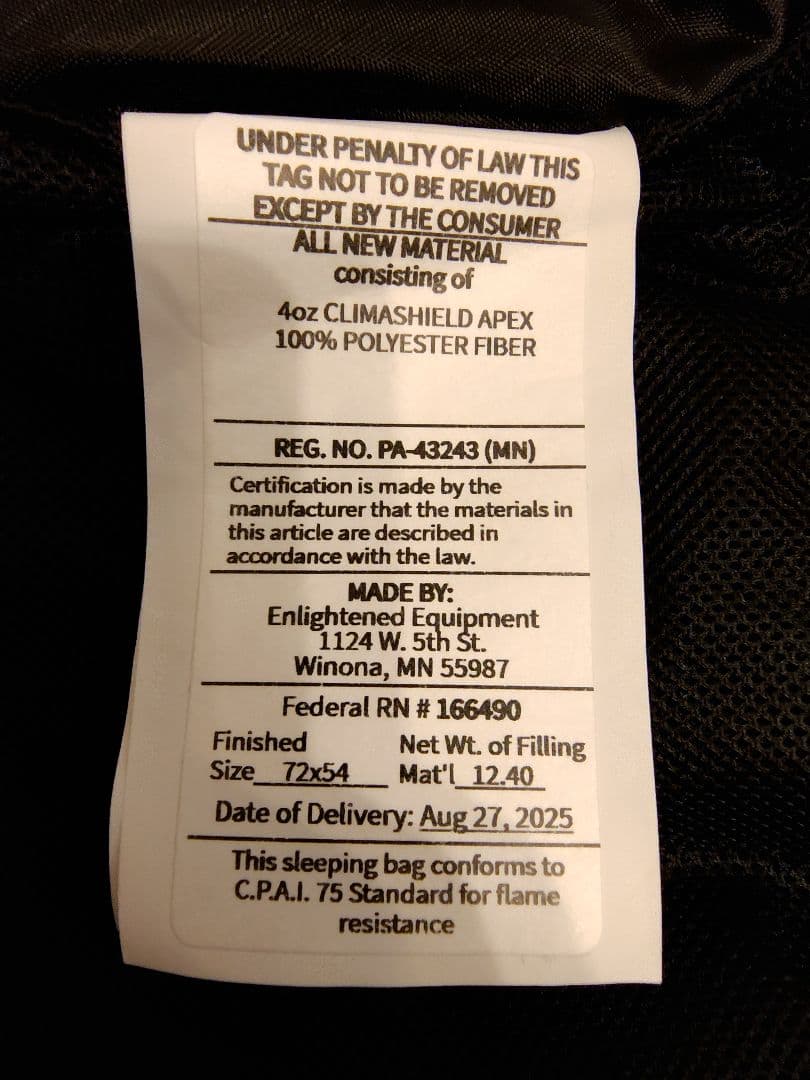 UNDER PENALTY OF LAW THIS
TAG NOT TO BE REMOVED
EXCEPT BY THE CONSUMER
ALL NEW MATERIAL
consisting of
4oz CLIMASHIELD APEX
100% POLYESTER FIBER
REG. NO. PA-43243 (MN)
Certification is made by the
manufacturer that the materials in
this article are described in
accordance with the law.
MADE BY:
Enlightened Equipment
1124 W. 5th St.
Winona, MN 55987
Federal RN # 166490
Finished Net Wt. of Filling
Size 72x54 Mat'l 12.40
Date of Delivery: Aug 27, 2025
This sleeping bag conforms to
C.P.A.I. 75 Standard for flame
resistance